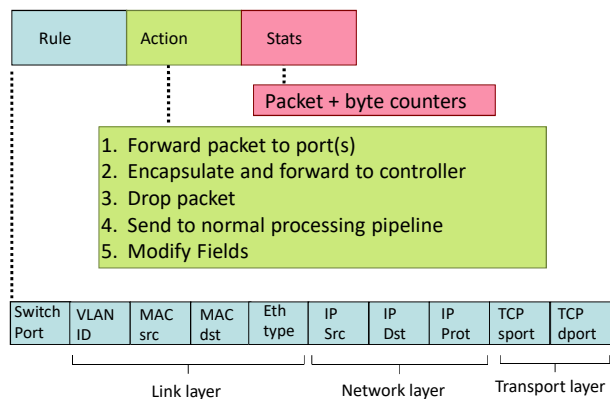 Rule Action Stats
Packet + byte counters
1. Forward packet to port(s)
2. Encapsulate and forward to controller
3. Drop packet
4. Send to normal processing pipeline
5. Modify Fields
Switch VLAN MAC MAC Eth IP IP IP TCP TCP
Port ID src dst type Src Dst Prot sport dport
Link layer Network layer Transport layer